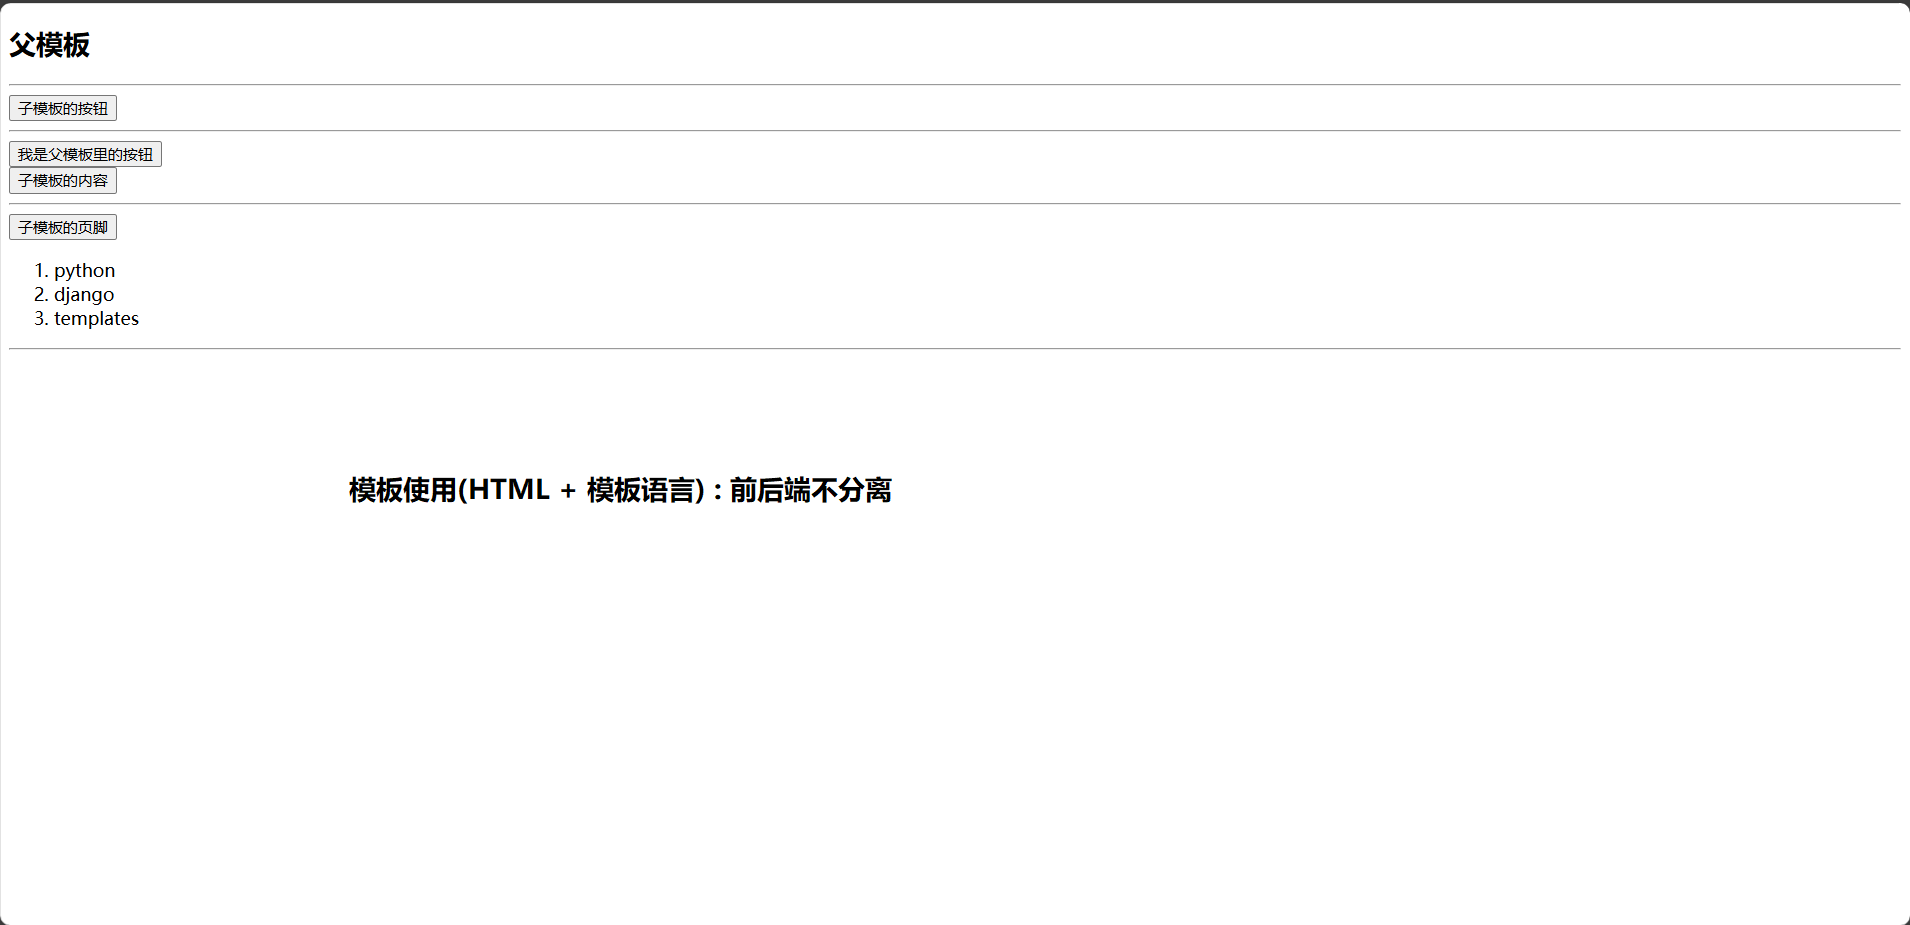 父模板
子模板的按钮
我是父模板里的按钮
子模板的内容
子模板的页脚
1. python
2. django
3. templates
模板使用(HTML + 模板语言) : 前后端不分离